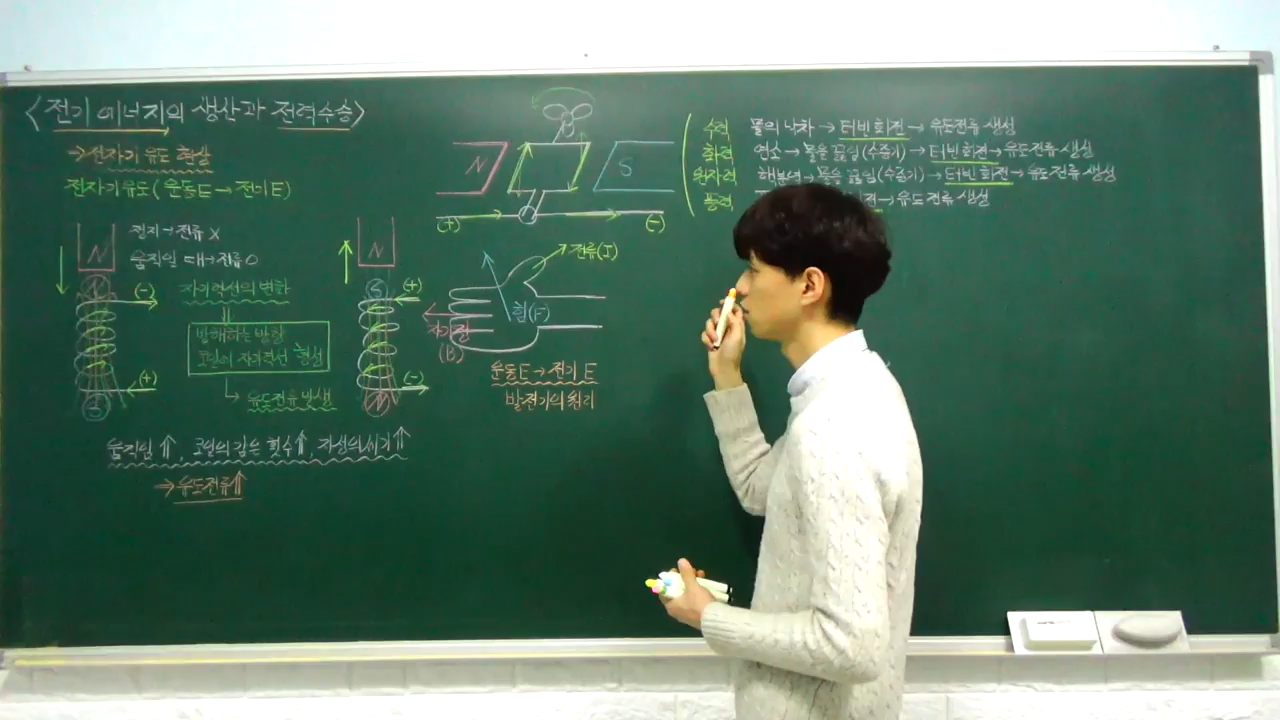 <전기 에너지의 생산과 전력수송>
→ 전자기 유도 현상
전자기유도 (운동E → 전기E)
N
정지 → 전류 X
움직일 때 → 전류 O
N
(-)
자기력선의 변화
||
방해하는 방향
코일에 자기력선 형성
↳ 유도전류 발생
(+)
S
N
S
(+)
(-)
N
움직임⇑, 코일의 감은 횟수⇑, 자석의 세기⇑
→ 유도전류⇑
N
S
(+)
(-)
전류(I)
힘(F)
자기장
(B)
운동E → 전기E
발전기의 원리
수력 물의 낙차 → 터빈 회전 → 유도전류 생성
화력 연소 → 물을 끓임(수증기) → 터빈 회전 → 유도전류 생성
원자력 핵분열 → 물을 끓임(수증기) → 터빈 회전 → 유도전류 생성
풍력 회전 → 유도전류 생성